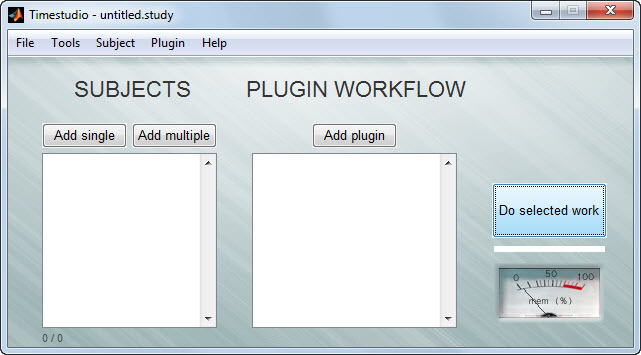 Timestudio - untitled.study
File Tools Subject Plugin Help
SUBJECTS PLUGIN WORKFLOW
Add single Add multiple Add plugin
Do selected work
0 50 100
mem (%)
0 / 0